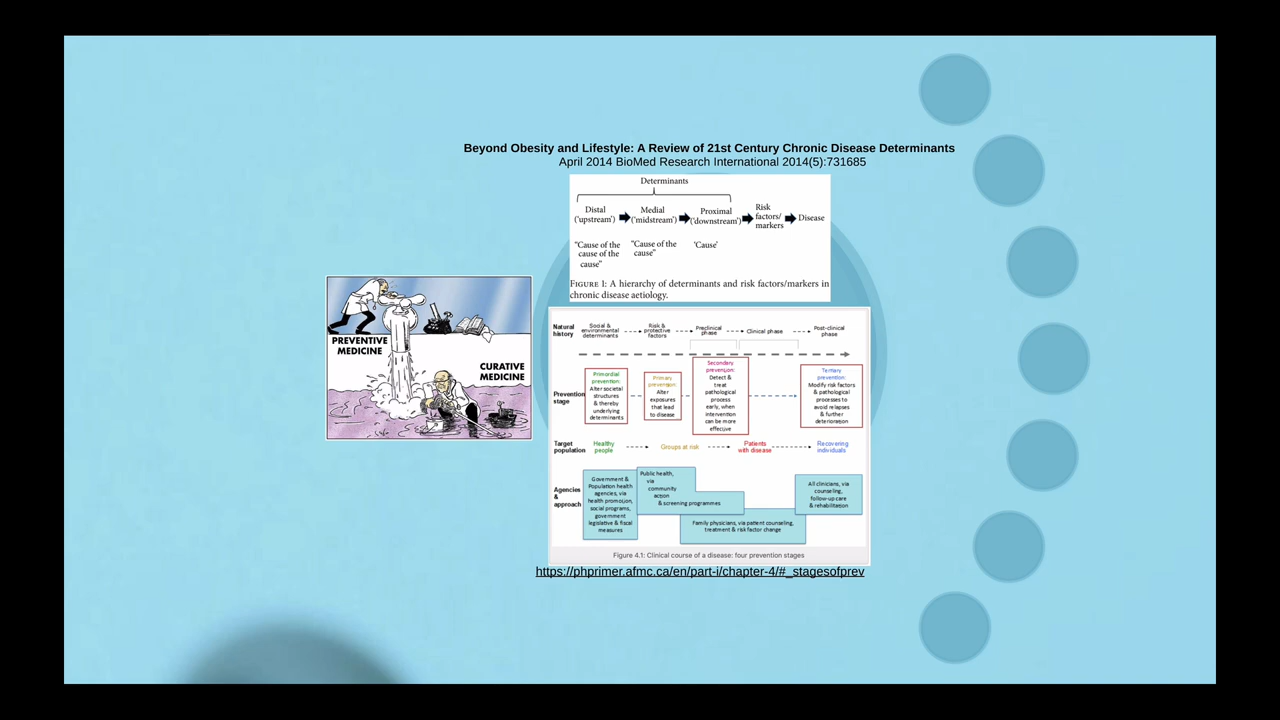 Beyond Obesity and Lifestyle: A Review of 21st Century Chronic Disease Determinants
April 2014 BioMed Research International 2014(5):731685
Determinants
Distal
('upstream')
Medial
('midstream')
Proximal
('downstream')
Risk
factors/
markers
Disease
"Cause of the
cause of the
cause"
"Cause of the
cause"
'Cause'
FIGURE 1: A hierarchy of determinants and risk factors/markers in
chronic disease aetiology.
PREVENTIVE
MEDICINE
CURATIVE
MEDICINE
Natural
history
Social &
environmental
determinants
Risk &
protective
factors
Preclinical
phase
Clinical phase
Post-clinical
phase
Prevention
stage
Primordial
prevention:
Alter societal
structures
& thereby
underlying
determinants
Primary
prevention:
Alter
exposures
that lead
to disease
Secondary
prevention:
Detect &
treat
pathological
process
early, when
intervention
can be more
effective
Tertiary
prevention:
Modify risk factors
& pathological
processes to
avoid relapses
& further
deterioration
Target
population
Healthy
people
Groups at risk
Patients
with disease
Recovering
individuals
Agencies
&
approach
Government &
Population health
agencies, via
health promotion,
social programs,
government
legislative & fiscal
measures
Public health,
via
community
action
& screening programmes
Family physicians, via patient counseling,
treatment & risk factor change
All clinicians, via
counseling,
follow-up care
& rehabilitation
Figure 4.1: Clinical course of a disease: four prevention stages
https://phprimer.afmc.ca/en/part-i/chapter-4/#_stagesofprev